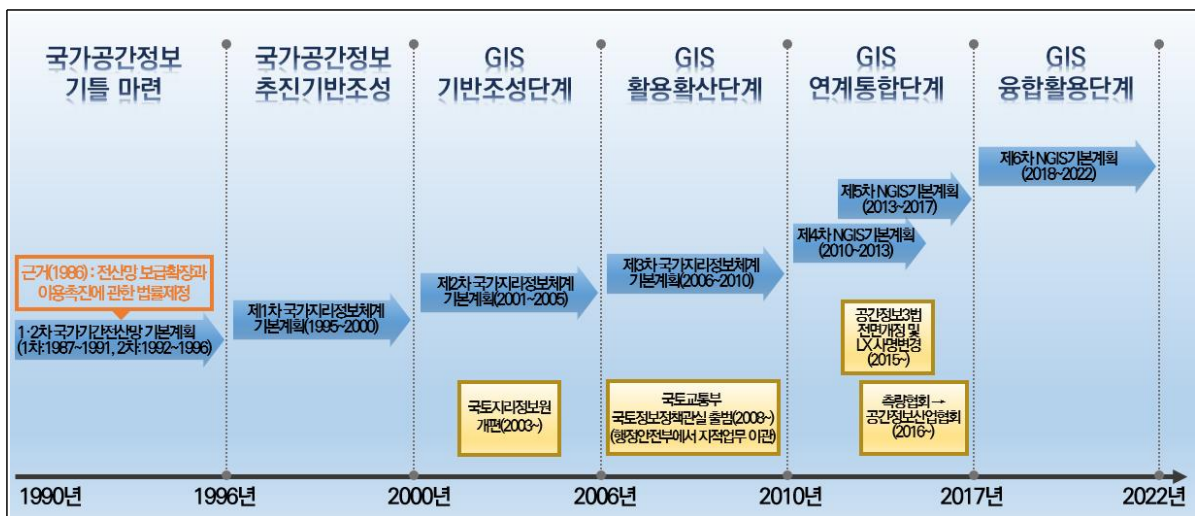 국가공간정보
기틀 마련
국가공간정보
추진기반조성
GIS
기반조성단계
GIS
활용확산단계
GIS
연계통합단계
GIS
융합활용단계
근거(1986) : 전산망 보급확장과
이용촉진에 관한 법률제정
1·2차 국가기간전산망 기본계획
(1차:1987~1991, 2차:1992~1996)
제1차 국가지리정보체계
기본계획(1995~2000)
제2차 국가지리정보체계
기본계획(2001~2005)
제3차 국가지리정보체계
기본계획(2006~2010)
제4차 NGIS기본계획
(2010~2013)
제5차 NGIS기본계획
(2013~2017)
제6차 NGIS기본계획
(2018~2022)
국토지리정보원
개편(2003~)
국토교통부
국토정보정책관실 출범(2008~)
(행정안전부에서 지적업무 이관)
공간정보3법
전면개정 및
LX 사명변경
(2015~)
측량협회 →
공간정보산업협회
(2016~)
1990년
1996년
2000년
2006년
2010년
2017년
2022년